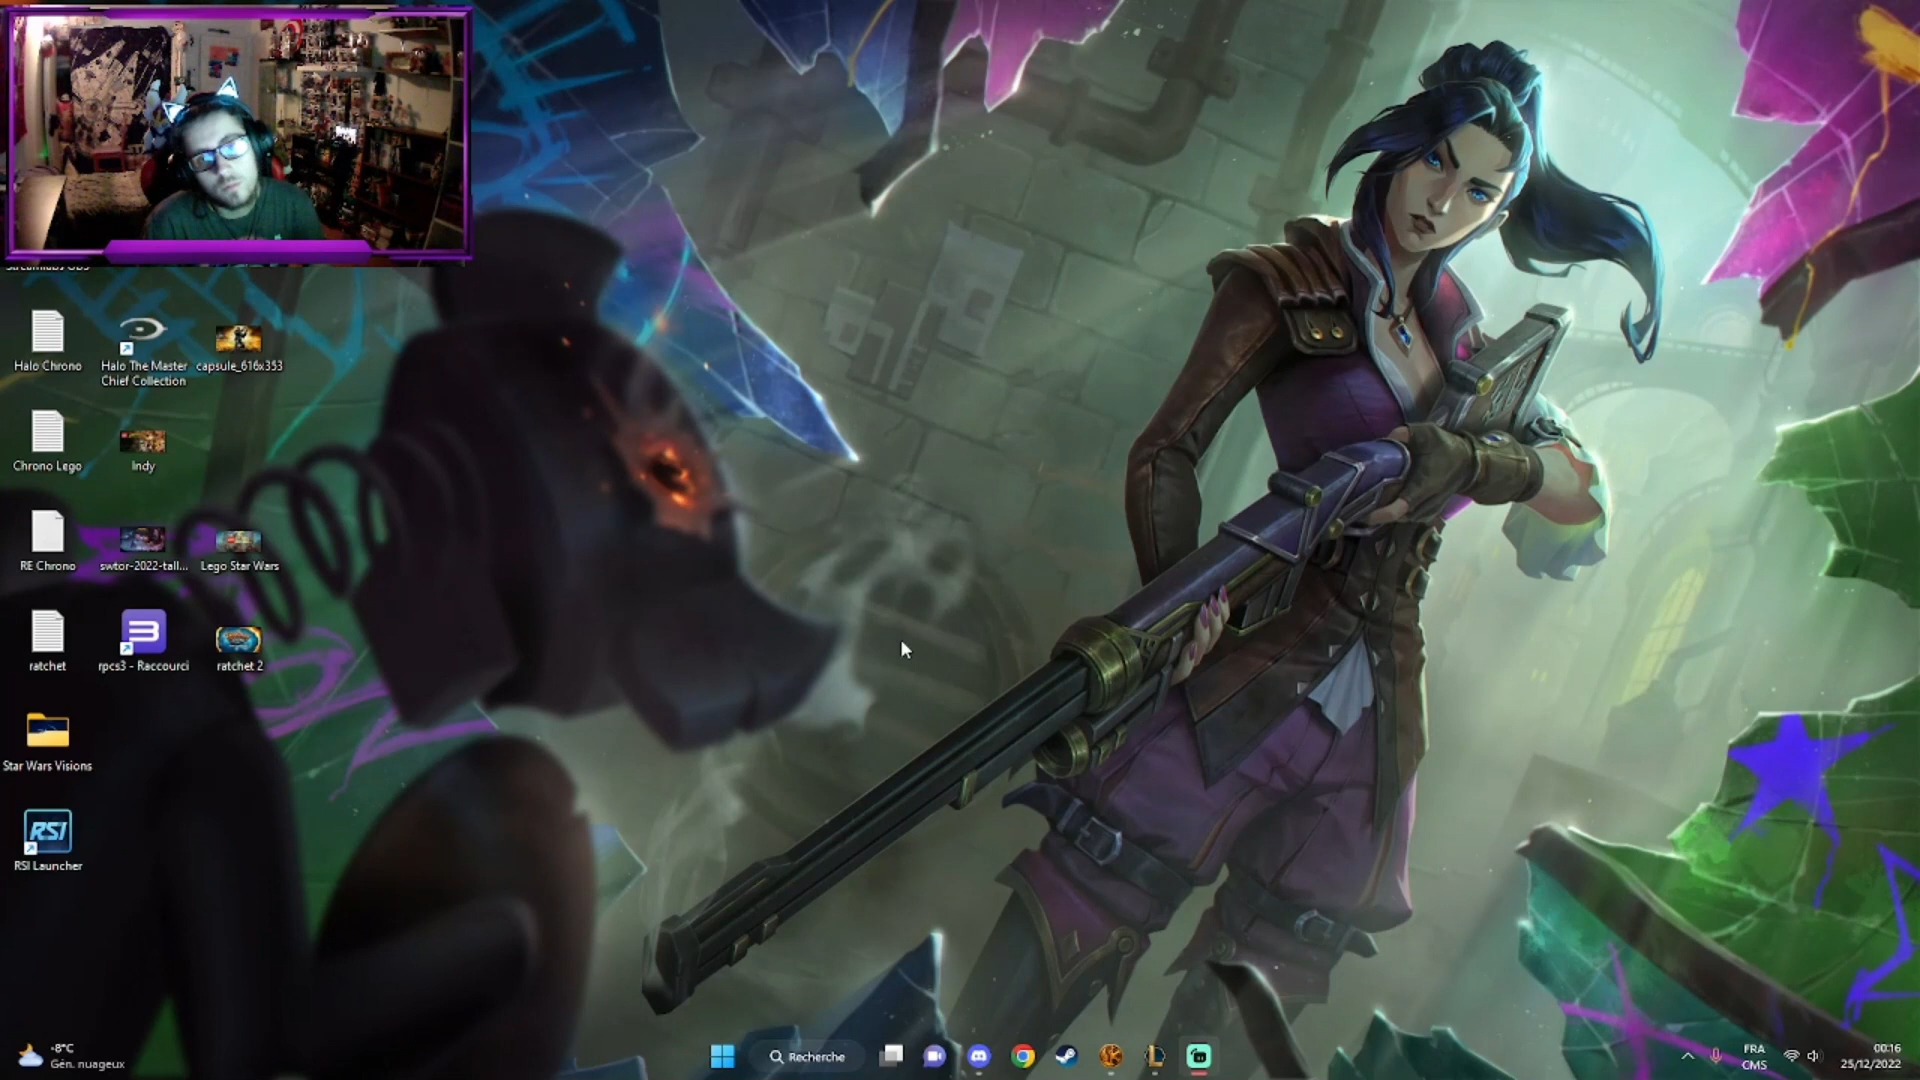 Streamlabs OBS
Halo Chrono
Halo The Master
Chief Collection
capsule_616x353
Chrono Lego
Indy
RE Chrono
swtor-2022-tall...
Lego Star Wars
ratchet
rpcs3 - Raccourci
ratchet 2
Star Wars Visions
RSI
RSI Launcher
-8°C
Gén. nuageux
Recherche
FRA
CMS
00:16
25/12/2022